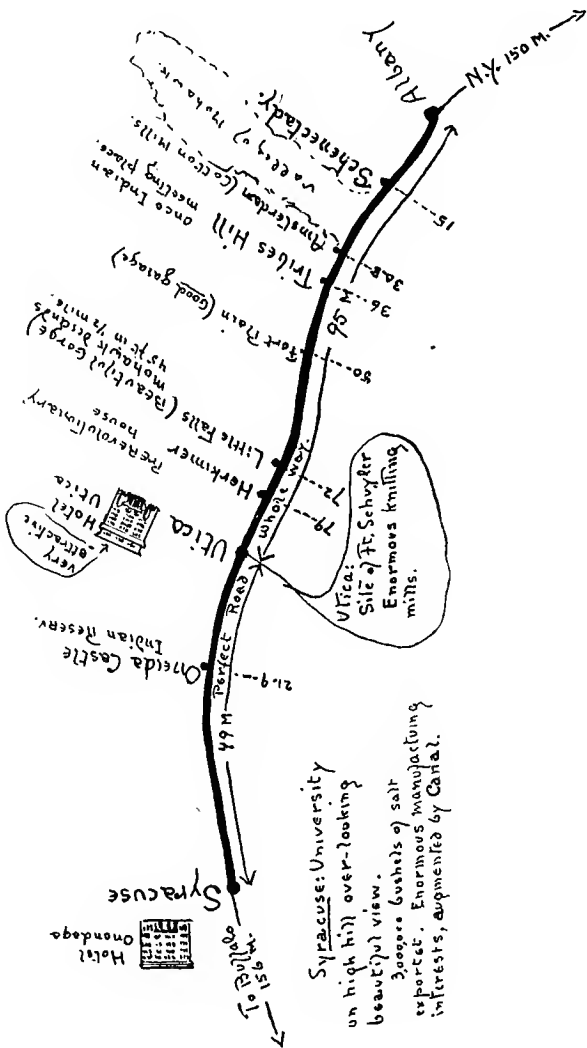 N.Y. 150 M.
Albany
Schenectady.
Valley of Mohawk.
15
Amsterdam (Cotton Mills.
30.8
Tribes Hill
once Indian
meeting place.
36
95 M
Fort Plain (Good garage)
50
Little Falls (Beautiful Gorge)
Mohawk descends
45 ft in 1/2 mile.
72
Herkimer
PreRevolutionary
house
79
Whole way.
Utica
Hotel
Utica
very
attractive
Utica:
Site of Ft. Schuyler
Enormous knitting
mills.
Perfect Road
Oneida Castle
Indian Reserv.
21.9
49 M
Syracuse
Hotel
Onondaga
To Buffalo
156 M.
Syracuse: University
on high hill over-looking
beautiful view.
3,000,000 bushels of salt
exported. Enormous manufacturing
interests, augmented by Canal.